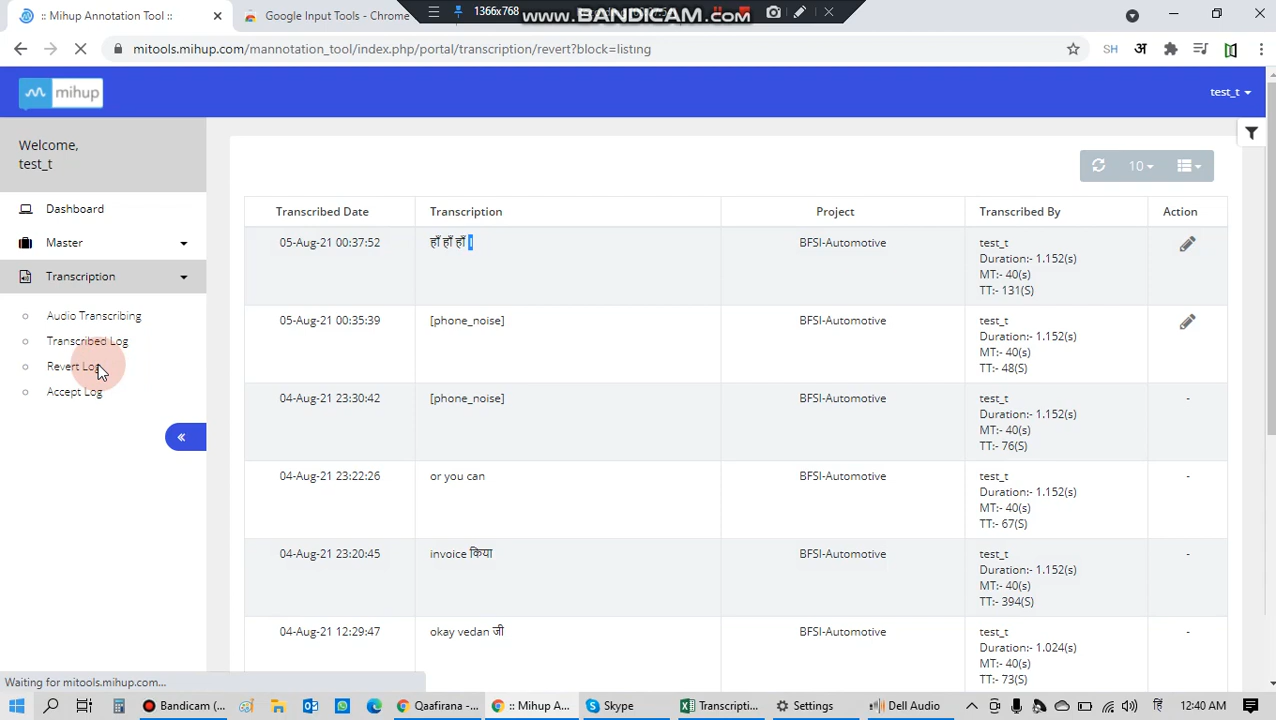 :: Mihup Annotation Tool ::
Google Input Tools - Chrome
1366x768
www.BANDICAM.com
mitools.mihup.com/mannotation_tool/index.php/portal/transcription/revert?block=listing
SH
अ
mihup
test_t
Welcome,
test_t
10
Dashboard
Master
Transcription
Audio Transcribing
Transcribed Log
Revert Log
Accept Log
Transcribed Date Transcription Project Transcribed By Action
05-Aug-21 00:37:52 हाँ हाँ हाँ । BFSI-Automotive test_t
Duration:- 1.152(s)
MT:- 40(s)
TT:- 131(S)
05-Aug-21 00:35:39 [phone_noise] BFSI-Automotive test_t
Duration:- 1.152(s)
MT:- 40(s)
TT:- 48(S)
04-Aug-21 23:30:42 [phone_noise] BFSI-Automotive test_t -
Duration:- 1.152(s)
MT:- 40(s)
TT:- 76(S)
04-Aug-21 23:22:26 or you can BFSI-Automotive test_t -
Duration:- 1.152(s)
MT:- 40(s)
TT:- 67(S)
04-Aug-21 23:20:45 invoice किया BFSI-Automotive test_t -
Duration:- 1.152(s)
MT:- 40(s)
TT:- 394(S)
04-Aug-21 12:29:47 okay vedan जी BFSI-Automotive test_t -
Duration:- 1.024(s)
MT:- 40(s)
TT:- 73(S)
Waiting for mitools.mihup.com...
Bandicam (...
Qaafirana -...
:: Mihup A...
Skype
Transcripti...
Settings
Dell Audio
हि
12:40 AM